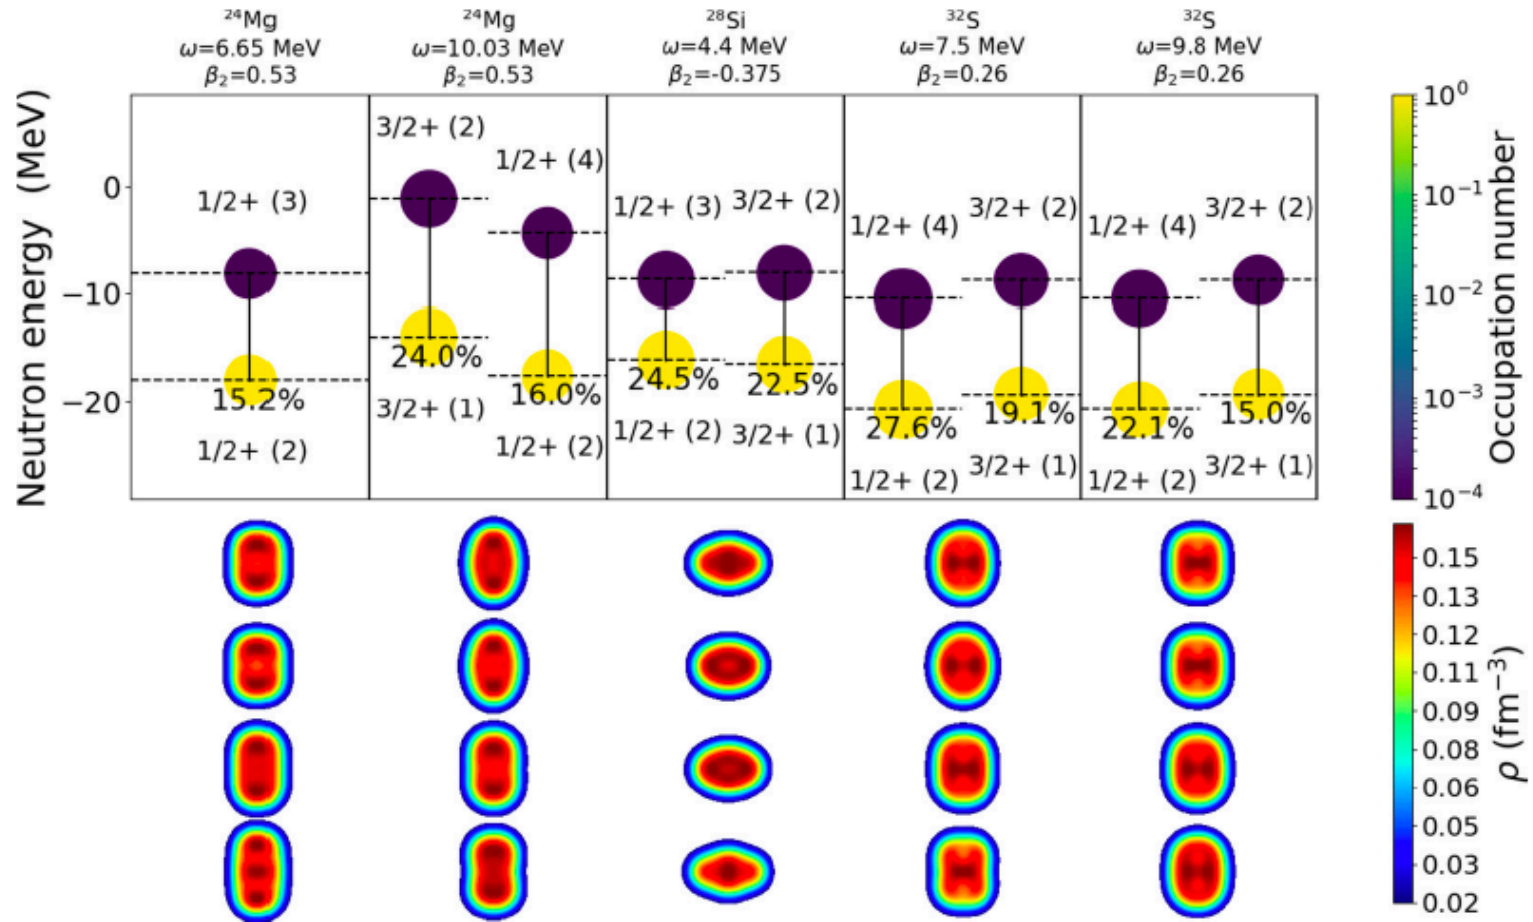 ²⁴Mg
ω=6.65 MeV
β₂=0.53
²⁴Mg
ω=10.03 MeV
β₂=0.53
²⁸Si
ω=4.4 MeV
β₂=-0.375
³²S
ω=7.5 MeV
β₂=0.26
³²S
ω=9.8 MeV
β₂=0.26
Neutron energy (MeV)
0
−10
−20
1/2+ (3)
15.2%
1/2+ (2)
3/2+ (2)
24.0%
3/2+ (1)
1/2+ (4)
16.0%
1/2+ (2)
1/2+ (3)
24.5%
1/2+ (2)
3/2+ (2)
22.5%
3/2+ (1)
1/2+ (4)
27.6%
1/2+ (2)
3/2+ (2)
19.1%
3/2+ (1)
1/2+ (4)
22.1%
1/2+ (2)
3/2+ (2)
15.0%
3/2+ (1)
10⁰
10⁻¹
10⁻²
10⁻³
10⁻⁴
Occupation number
0.15
0.13
0.12
0.11
0.09
0.08
0.06
0.05
0.03
0.02
ρ (fm⁻³)